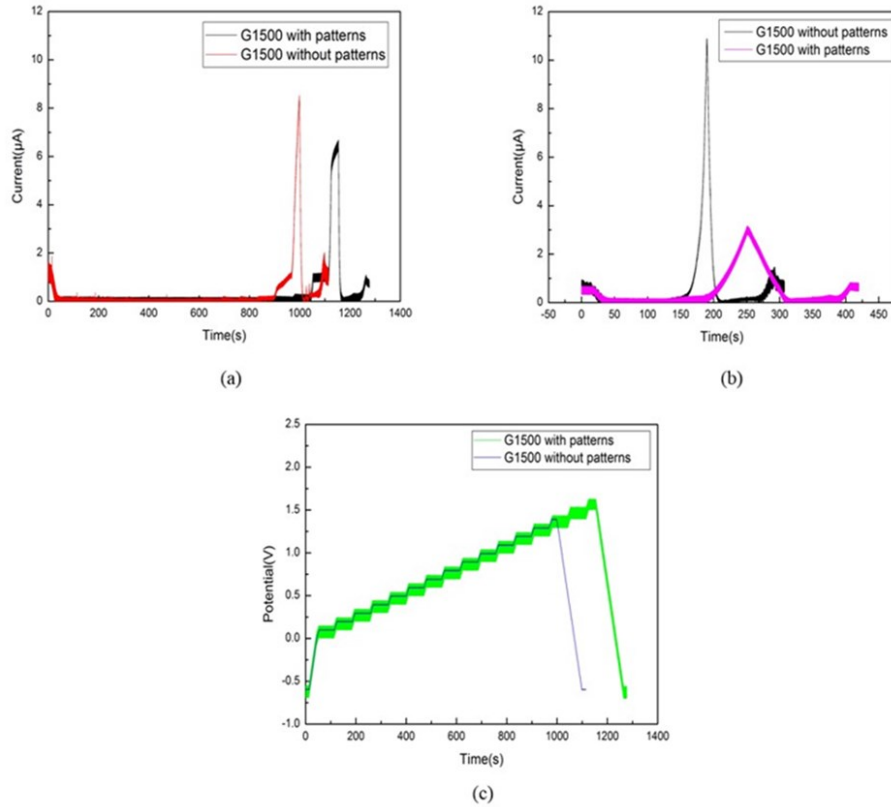 12
10
8
6
4
2
0
Current(µA)
G1500 with patterns
G1500 without patterns
0 200 400 600 800 1000 1200 1400
Time(s)
(a)
12
10
8
6
4
2
0
Current(µA)
G1500 without patterns
G1500 with patterns
-50 0 50 100 150 200 250 300 350 400 450
Time(s)
(b)
2.5
2.0
1.5
1.0
0.5
0.0
-0.5
-1.0
Potential(V)
G1500 with patterns
G1500 without patterns
0 200 400 600 800 1000 1200 1400
Time(s)
(c)